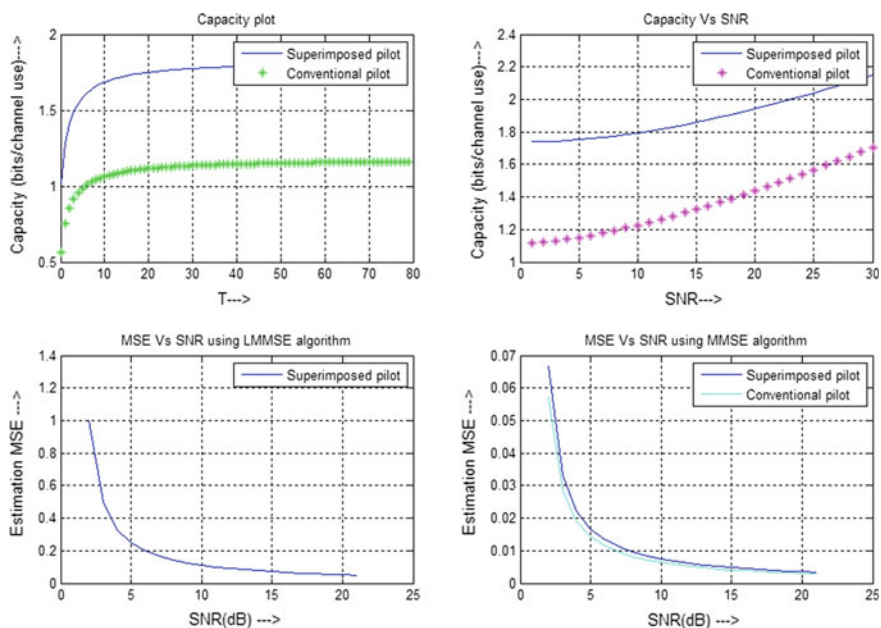 Capacity plot
Capacity (bits/channel use)--->
2
1.5
1
0.5
Superimposed pilot
Conventional pilot
0 10 20 30 40 50 60 70 80
T--->
Capacity Vs SNR
Capacity (bits/channel use)--->
2.4
2.2
2
1.8
1.6
1.4
1.2
1
Superimposed pilot
Conventional pilot
0 5 10 15 20 25 30
SNR--->
MSE Vs SNR using LMMSE algorithm
Estimation MSE --->
1.4
1.2
1
0.8
0.6
0.4
0.2
0
Superimposed pilot
0 5 10 15 20 25
SNR(dB) --->
MSE Vs SNR using MMSE algorithm
Estimation MSE --->
0.07
0.06
0.05
0.04
0.03
0.02
0.01
0
Superimposed pilot
Conventional pilot
0 5 10 15 20 25
SNR(dB) --->